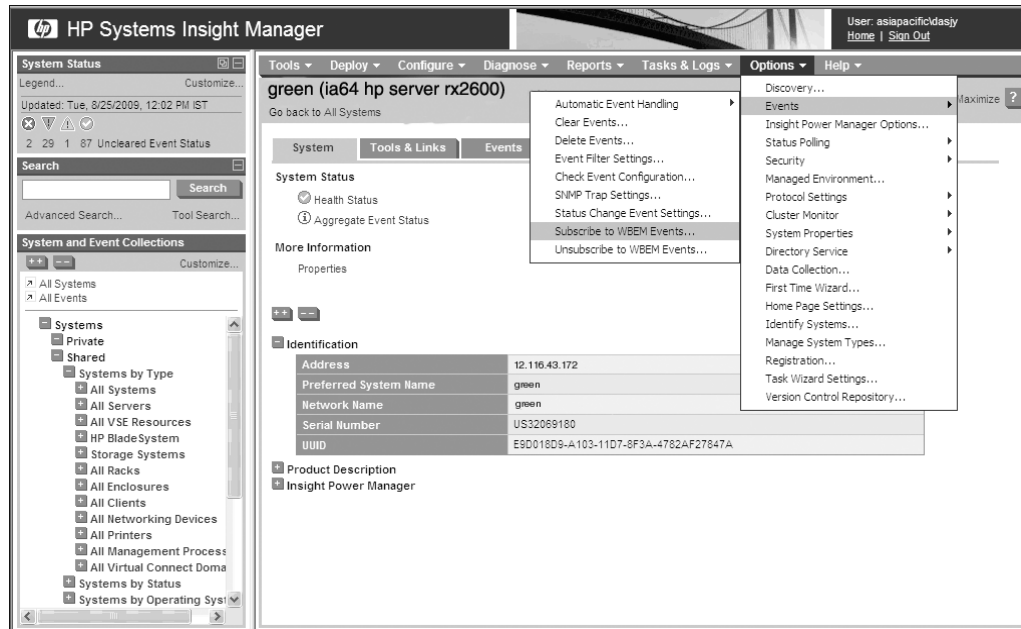 hp HP Systems Insight Manager
User: asiapacific\dasjy
Home | Sign Out
System Status
Legend... Customize...
Updated: Tue, 8/25/2009, 12:02 PM IST
2 29 1 87 Uncleared Event Status
Search
Search
Advanced Search... Tool Search...
System and Event Collections
Customize...
All Systems
All Events
Systems
Private
Shared
Systems by Type
All Systems
All Servers
All VSE Resources
HP BladeSystem
Storage Systems
All Racks
All Enclosures
All Clients
All Networking Devices
All Printers
All Management Process
All Virtual Connect Doma
Systems by Status
Systems by Operating Syst
Tools Deploy Configure Diagnose Reports Tasks & Logs Options Help
green (ia64 hp server rx2600)
Go back to All Systems
Maximize ?
System Tools & Links Events
System Status
Health Status
Aggregate Event Status
More Information
Properties
Identification
Address 12.116.43.172
Preferred System Name green
Network Name green
Serial Number US32069180
UUID E9D018D9-A103-11D7-8F3A-4782AF27847A
Product Description
Insight Power Manager
Automatic Event Handling
Clear Events...
Delete Events...
Event Filter Settings...
Check Event Configuration...
SNMP Trap Settings...
Status Change Event Settings...
Subscribe to WBEM Events...
Unsubscribe to WBEM Events...
Discovery...
Events
Insight Power Manager Options...
Status Polling
Security
Managed Environment...
Protocol Settings
Cluster Monitor
System Properties
Directory Service
Data Collection...
First Time Wizard...
Home Page Settings...
Identify Systems...
Manage System Types...
Registration...
Task Wizard Settings...
Version Control Repository...